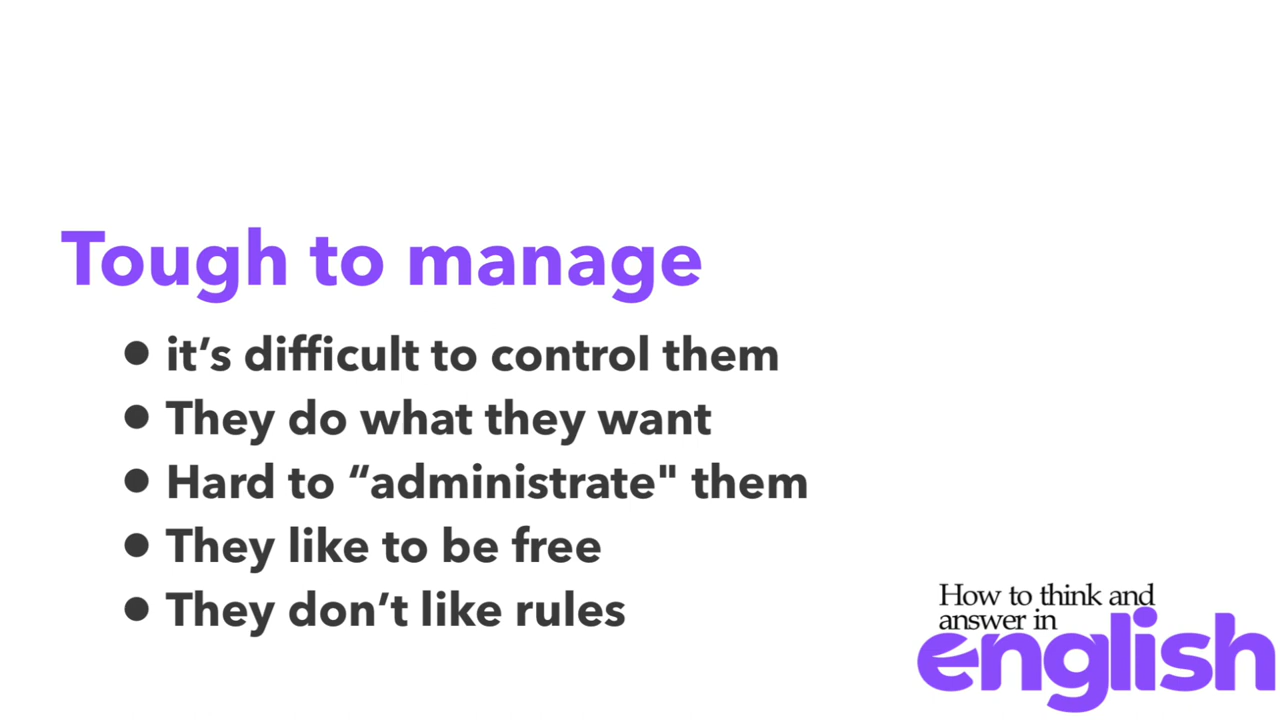 Tough to manage
• it’s difficult to control them
• They do what they want
• Hard to “administrate" them
• They like to be free
• They don’t like rules
How to think and
answer in
english